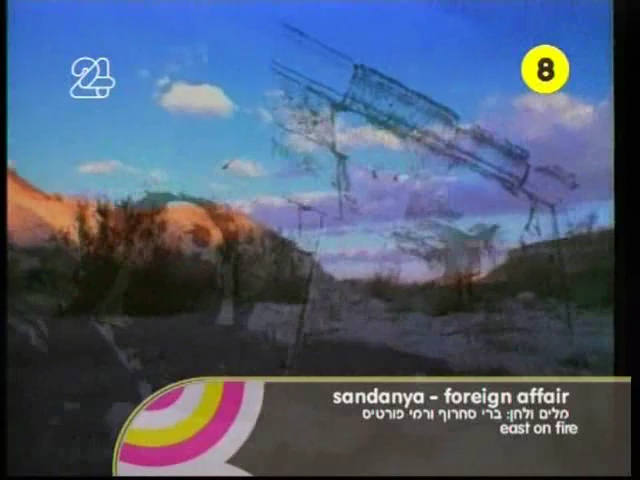 24
8
sandanya - foreign affair
מלים ולחן: ברי סחרוף ורמי פורטיס
east on fire